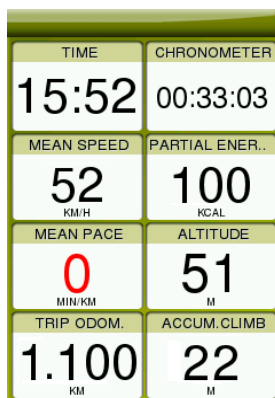 TIME CHRONOMETER
15:52 00:33:03
MEAN SPEED PARTIAL ENER..
52 100
KM/H KCAL
MEAN PACE ALTITUDE
0 51
MIN/KM M
TRIP ODOM. ACCUM.CLIMB
1.100 22
KM M